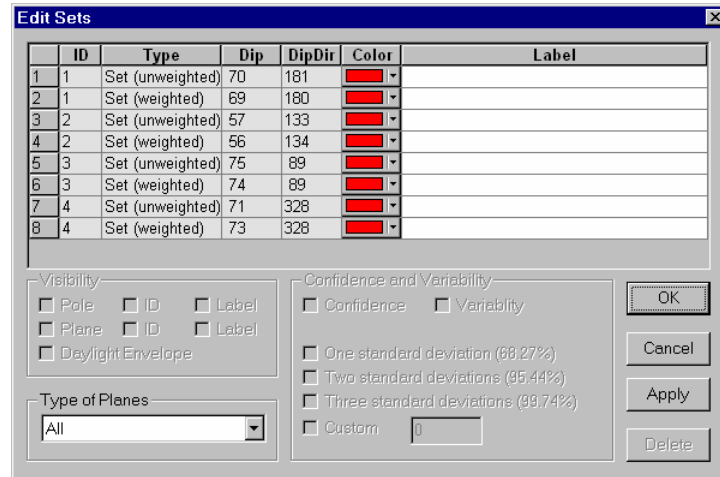 Edit Sets
ID Type Dip DipDir Color Label
1 1 Set (unweighted) 70 181
2 1 Set (weighted) 69 180
3 2 Set (unweighted) 57 133
4 2 Set (weighted) 56 134
5 3 Set (unweighted) 75 89
6 3 Set (weighted) 74 89
7 4 Set (unweighted) 71 328
8 4 Set (weighted) 73 328
Visibility
Pole ID Label
Plane ID Label
Daylight Envelope
Type of Planes
All
Confidence and Variability
Confidence Variablity
One standard deviation (68.27%)
Two standard deviations (95.44%)
Three standard deviations (99.74%)
Custom 0
OK
Cancel
Apply
Delete